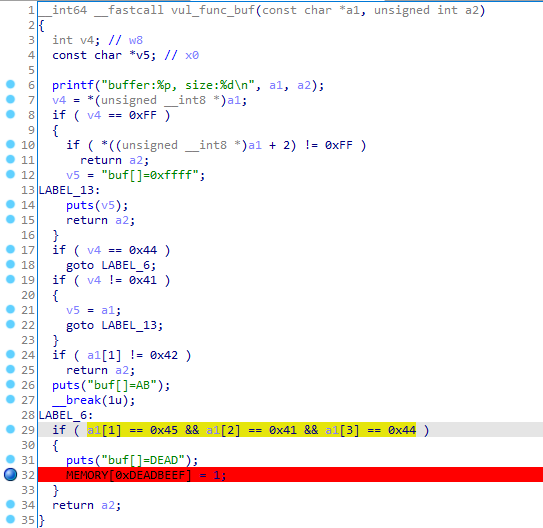 1 __int64 __fastcall vul_func_buf(const char *a1, unsigned int a2)
2 {
3 int v4; // w8
4 const char *v5; // x0
5
6 printf("buffer:%p, size:%d\n", a1, a2);
7 v4 = *(unsigned __int8 *)a1;
8 if ( v4 == 0xFF )
9 {
10 if ( *((unsigned __int8 *)a1 + 2) != 0xFF )
11 return a2;
12 v5 = "buf[]=0xffff";
13 LABEL_13:
14 puts(v5);
15 return a2;
16 }
17 if ( v4 == 0x44 )
18 goto LABEL_6;
19 if ( v4 != 0x41 )
20 {
21 v5 = a1;
22 goto LABEL_13;
23 }
24 if ( a1[1] != 0x42 )
25 return a2;
26 puts("buf[]=AB");
27 __break(1u);
28 LABEL_6:
29 if ( a1[1] == 0x45 && a1[2] == 0x41 && a1[3] == 0x44 )
30 {
31 puts("buf[]=DEAD");
32 MEMORY[0xDEADBEEF] = 1;
33 }
34 return a2;
35 }